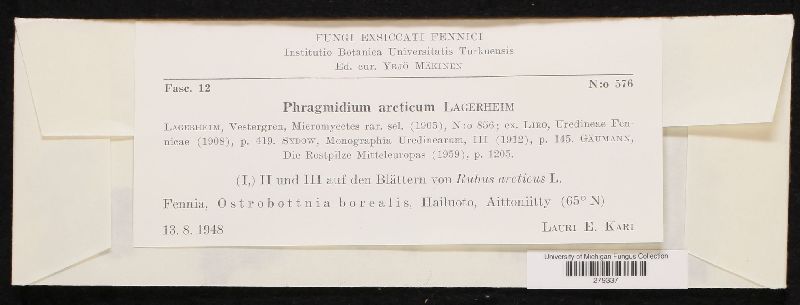 FUNGI EXSICCATI FENNICI
Institutio Botanica Universitatis Turkuensis
Ed. cur. YRJÖ MÄKINEN
Fasc. 12 N:o 576
Phragmidium arcticum LAGERHEIM
LAGERHEIM, Vestergren, Micromycetes rar. sel. (1905), N:o 856; ex. LIRO, Uredineae Fen-
nicae (1908), p. 419. SYDOW, Monographia Uredinearum, III (1912), p. 145. GÄUMANN,
Die Rostpilze Mitteleuropas (1959), p. 1205.
(I,) II und III auf den Blättern von Rubus arcticus L.
Fennia, Ostrobottnia borealis, Hailuoto, Aittoniitty (65° N)
13. 8. 1948 LAURI E. KARI
University of Michigan Fungus Collection
279337